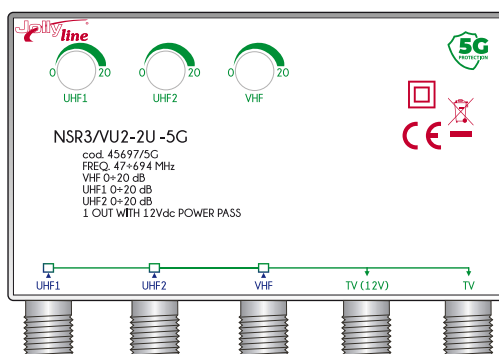 Jolly line
5G
PROTECTION
0 20 0 20 0 20
UHF1 UHF2 VHF
NSR3/VU2-2U -5G
cod. 45697/5G
FREQ. 47÷694 MHz
VHF 0÷20 dB
UHF1 0÷20 dB
UHF2 0÷20 dB
1 OUT WITH 12Vdc POWER PASS
CE
UHF1 UHF2 VHF TV (12V) TV